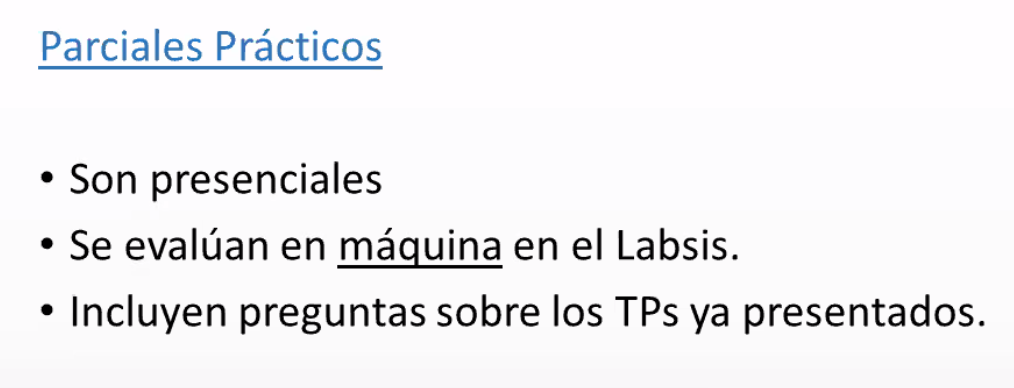 Parciales Prácticos
• Son presenciales
• Se evalúan en máquina en el Labsis.
• Incluyen preguntas sobre los TPs ya presentados.